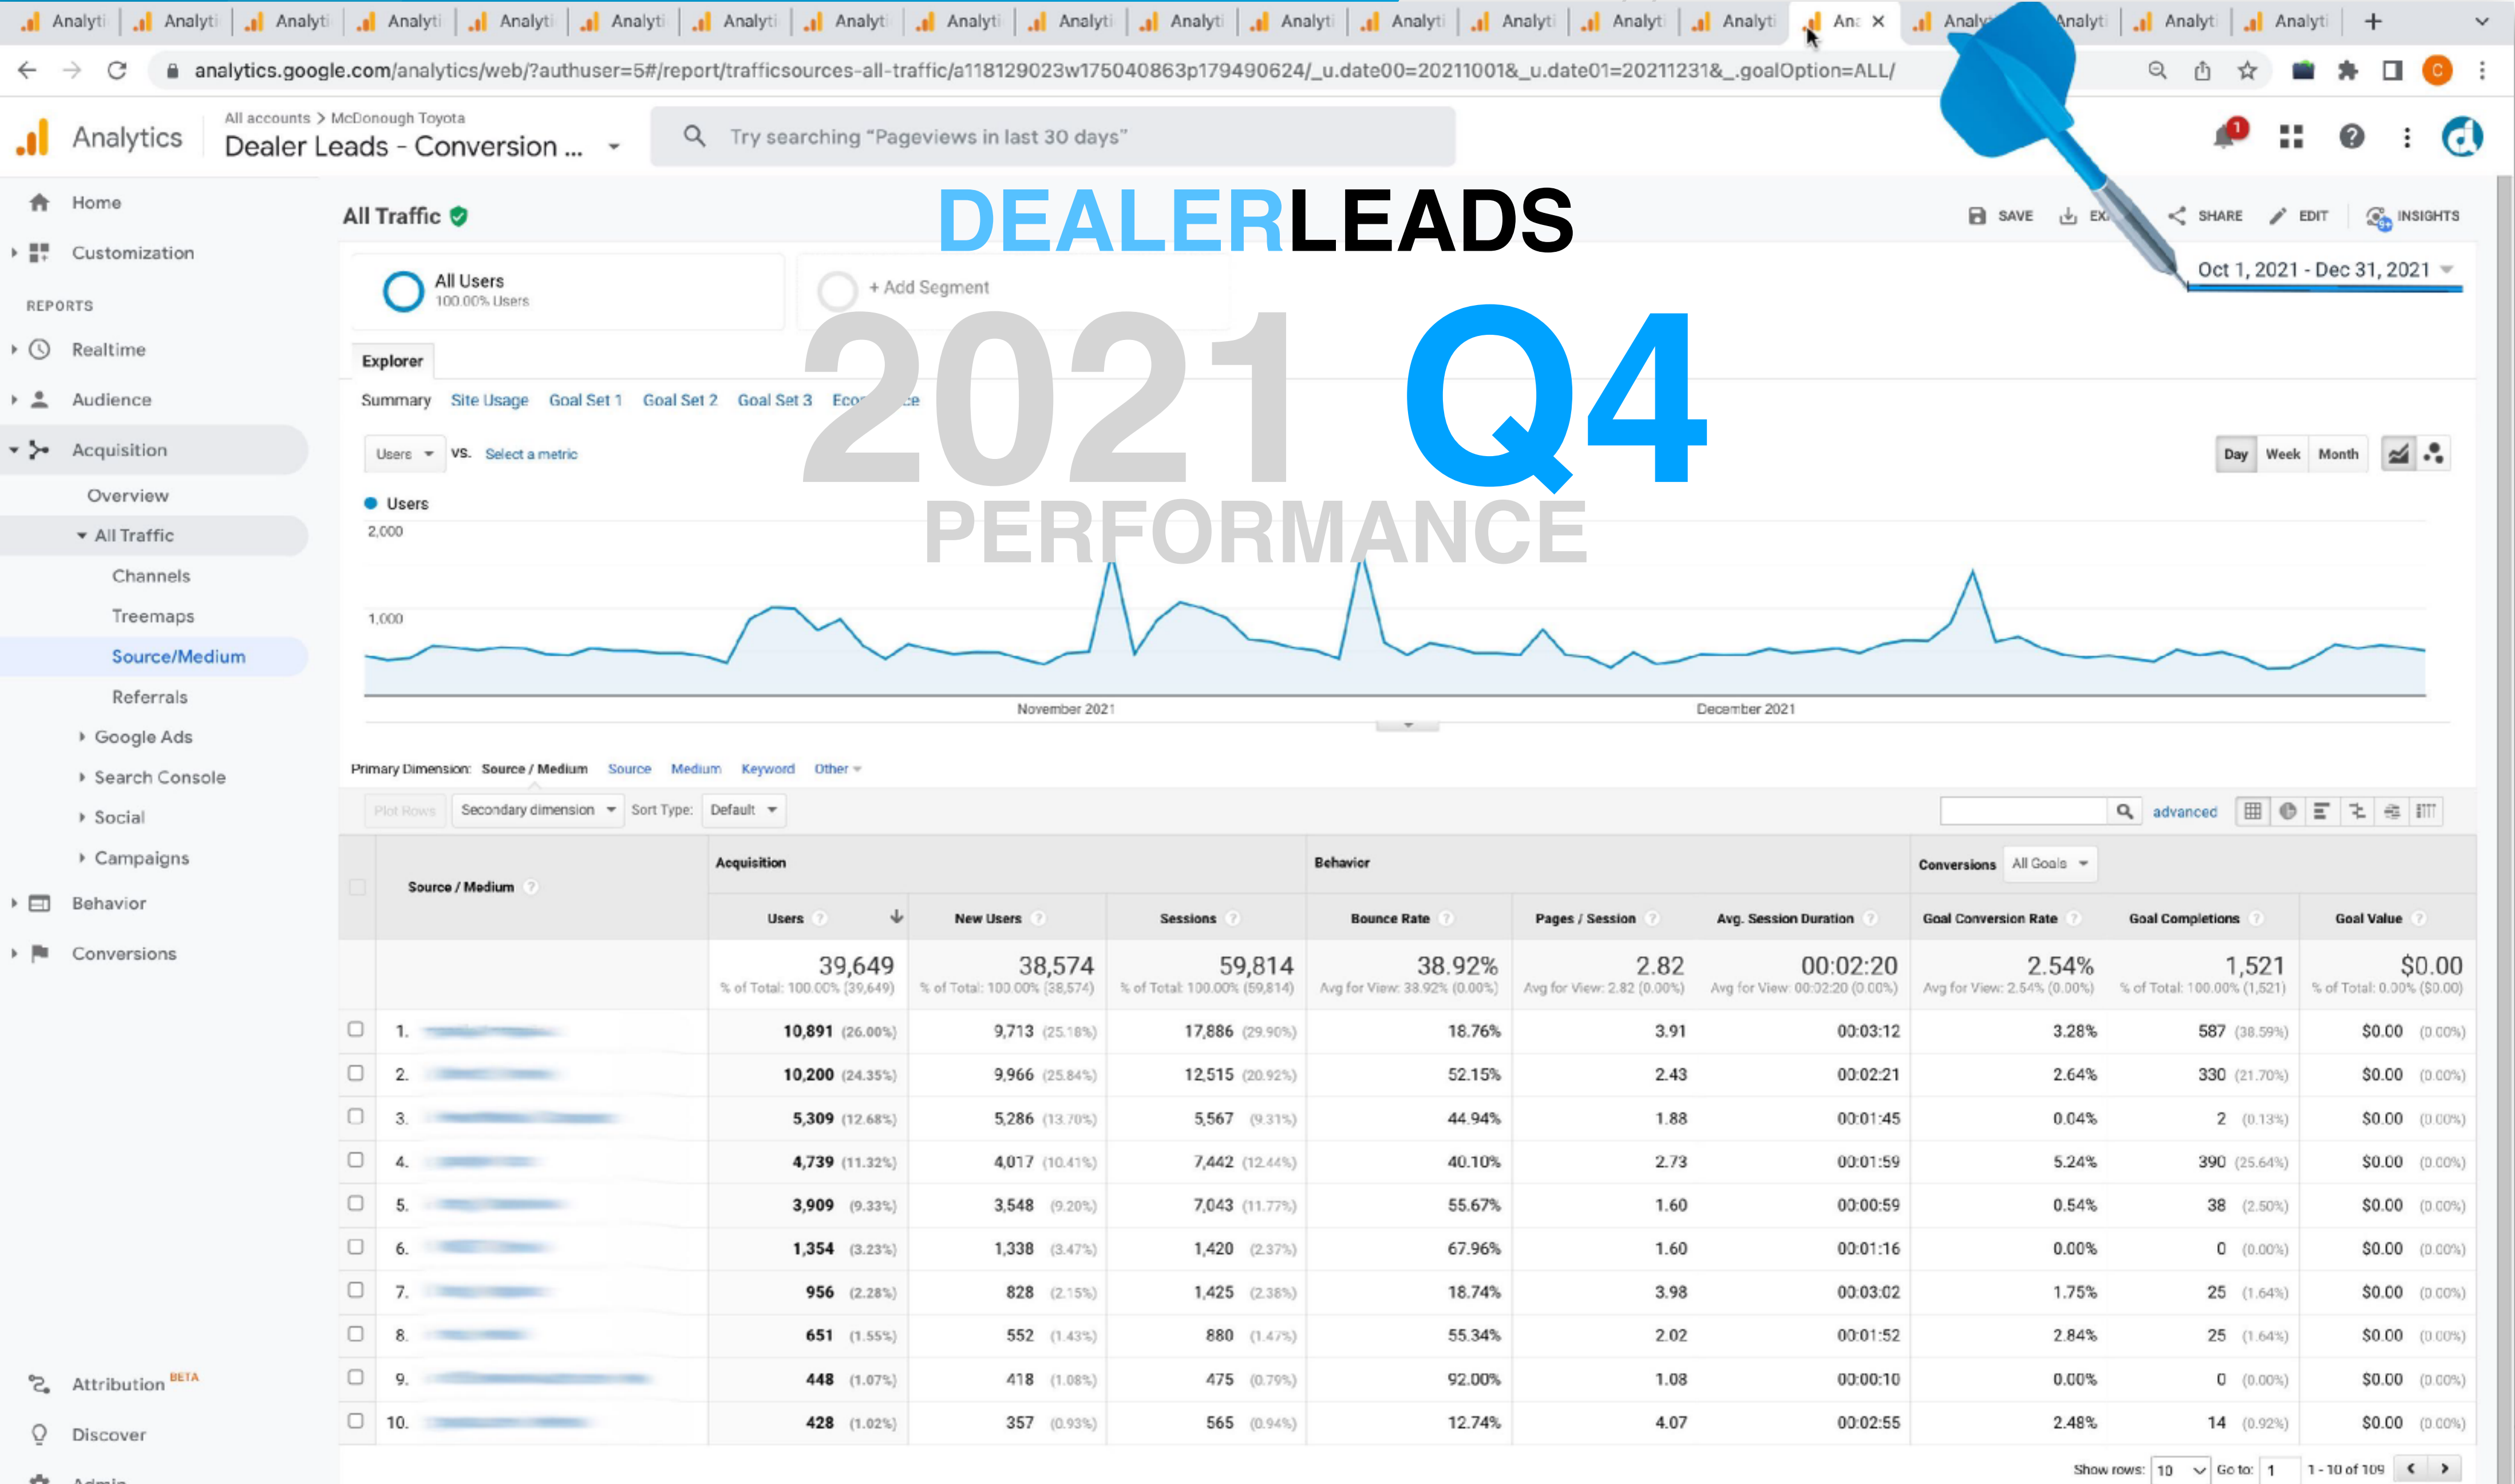 Analyti Analyti Analyti Analyti Analyti Analyti Analyti Analyti Analyti Analyti Analyti Analyti Analyti Analyti Analyti Analyti Ana Analyt Analyti Analyti Analyti
analytics.google.com/analytics/web/?authuser=5#/report/trafficsources-all-traffic/a118129023w175040863p179490624/_u.date00=20211001&_u.date01=20211231&_.goalOption=ALL/
C
Analytics
All accounts > McDonough Toyota
Dealer Leads - Conversion ...
Try searching “Pageviews in last 30 days”
1
Home
Customization
REPORTS
Realtime
Audience
Acquisition
Overview
All Traffic
Channels
Treemaps
Source/Medium
Referrals
Google Ads
Search Console
Social
Campaigns
Behavior
Conversions
Attribution BETA
Discover
Admin
All Traffic
DEALERLEADS
SAVE SHARE EDIT INSIGHTS
9+
Oct 1, 2021 - Dec 31, 2021
All Users
100.00% Users
+ Add Segment
2021 Q4
PERFORMANCE
Explorer
Summary Site Usage Goal Set 1 Goal Set 2 Goal Set 3
Users VS. Select a metric
Day Week Month
Users
2,000
1,000
November 2021 December 2021
Primary Dimension: Source / Medium Source Medium Keyword Other
Plot Rows Secondary dimension Sort Type: Default advanced
Source / Medium Acquisition Behavior Conversions All Goals
Users New Users Sessions Bounce Rate Pages / Session Avg. Session Duration Goal Conversion Rate Goal Completions Goal Value
39,649 38,574 59,814 38.92% 2.82 00:02:20 2.54% 1,521 $0.00
% of Total: 100.00% (39,649) % of Total: 100.00% (38,574) % of Total: 100.00% (59,814) Avg for View: 38.92% (0.00%) Avg for View: 2.82 (0.00%) Avg for View: 00:02:20 (0.00%) Avg for View: 2.54% (0.00%) % of Total: 100.00% (1,521) % of Total: 0.00% ($0.00)
1. 10,891 (26.00%) 9,713 (25.18%) 17,886 (29.90%) 18.76% 3.91 00:03:12 3.28% 587 (38.59%) $0.00 (0.00%)
2. 10,200 (24.35%) 9,966 (25.84%) 12,515 (20.92%) 52.15% 2.43 00:02:21 2.64% 330 (21.70%) $0.00 (0.00%)
3. 5,309 (12.68%) 5,286 (13.70%) 5,567 (9.31%) 44.94% 1.88 00:01:45 0.04% 2 (0.13%) $0.00 (0.00%)
4. 4,739 (11.32%) 4,017 (10.41%) 7,442 (12.44%) 40.10% 2.73 00:01:59 5.24% 390 (25.64%) $0.00 (0.00%)
5. 3,909 (9.33%) 3,548 (9.20%) 7,043 (11.77%) 55.67% 1.60 00:00:59 0.54% 38 (2.50%) $0.00 (0.00%)
6. 1,354 (3.23%) 1,338 (3.47%) 1,420 (2.37%) 67.96% 1.60 00:01:16 0.00% 0 (0.00%) $0.00 (0.00%)
7. 956 (2.28%) 828 (2.15%) 1,425 (2.38%) 18.74% 3.98 00:03:02 1.75% 25 (1.64%) $0.00 (0.00%)
8. 651 (1.55%) 552 (1.43%) 880 (1.47%) 55.34% 2.02 00:01:52 2.84% 25 (1.64%) $0.00 (0.00%)
9. 448 (1.07%) 418 (1.08%) 475 (0.79%) 92.00% 1.08 00:00:10 0.00% 0 (0.00%) $0.00 (0.00%)
10. 428 (1.02%) 357 (0.93%) 565 (0.94%) 12.74% 4.07 00:02:55 2.48% 14 (0.92%) $0.00 (0.00%)
Show rows: 10 Go to: 1 1 - 10 of 109